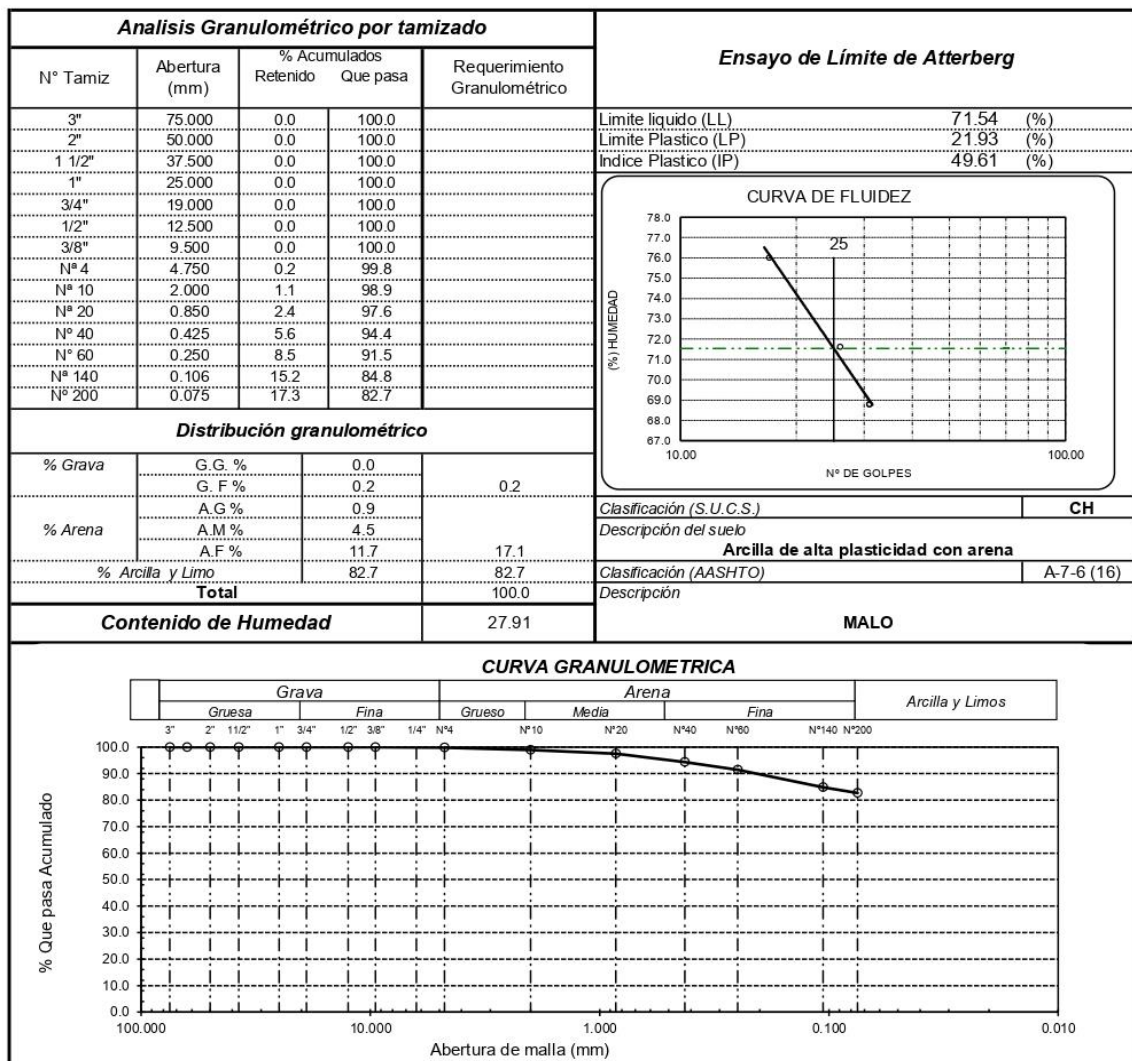 Analisis Granulométrico por tamizado
N° Tamiz Abertura (mm) % Acumulados Retenido Que pasa Requerimiento Granulométrico
3" 75.000 0.0 100.0
2" 50.000 0.0 100.0
1 1/2" 37.500 0.0 100.0
1" 25.000 0.0 100.0
3/4" 19.000 0.0 100.0
1/2" 12.500 0.0 100.0
3/8" 9.500 0.0 100.0
Nª 4 4.750 0.2 99.8
Nª 10 2.000 1.1 98.9
Nª 20 0.850 2.4 97.6
Nº 40 0.425 5.6 94.4
N° 60 0.250 8.5 91.5
Nª 140 0.106 15.2 84.8
Nº 200 0.075 17.3 82.7
Distribución granulométrico
% Grava G.G. % 0.0
G. F % 0.2 0.2
A.G % 0.9
% Arena A.M % 4.5
A.F % 11.7 17.1
% Arcilla y Limo 82.7 82.7
Total 100.0
Contenido de Humedad 27.91
Ensayo de Límite de Atterberg
Limite liquido (LL) 71.54 (%)
Limite Plastico (LP) 21.93 (%)
Indice Plastico (IP) 49.61 (%)
CURVA DE FLUIDEZ
25
(%) HUMEDAD
78.0
77.0
76.0
75.0
74.0
73.0
72.0
71.0
70.0
69.0
68.0
67.0
10.00 100.00
Nº DE GOLPES
Clasificación (S.U.C.S.) CH
Descripción del suelo
Arcilla de alta plasticidad con arena
Clasificación (AASHTO) A-7-6 (16)
Descripción
MALO
CURVA GRANULOMETRICA
Grava Arena Arcilla y Limos
Gruesa Fina Grueso Media Fina
3" 2" 11/2" 1" 3/4" 1/2" 3/8" 1/4" Nª4 N°10 N°20 N°40 N°60 N°140 N°200
% Que pasa Acumulado
100.0
90.0
80.0
70.0
60.0
50.0
40.0
30.0
20.0
10.0
0.0
100.000 10.000 1.000 0.100 0.010
Abertura de malla (mm)